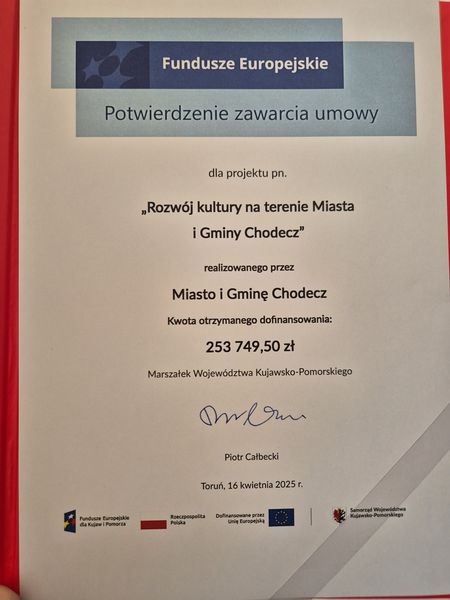 Fundusze Europejskie
Potwierdzenie zawarcia umowy
dla projektu pn.
„Rozwój kultury na terenie Miasta
i Gminy Chodecz”
realizowanego przez
Miasto i Gminę Chodecz
Kwota otrzymanego dofinansowania:
253 749,50 zł
Marszałek Województwa Kujawsko-Pomorskiego
Piotr Całbecki
Toruń, 16 kwietnia 2025 r.
Fundusze Europejskie
dla Kujaw i Pomorza
Rzeczpospolita
Polska
Dofinansowane przez
Unię Europejską
Samorząd Województwa
Kujawsko-Pomorskiego